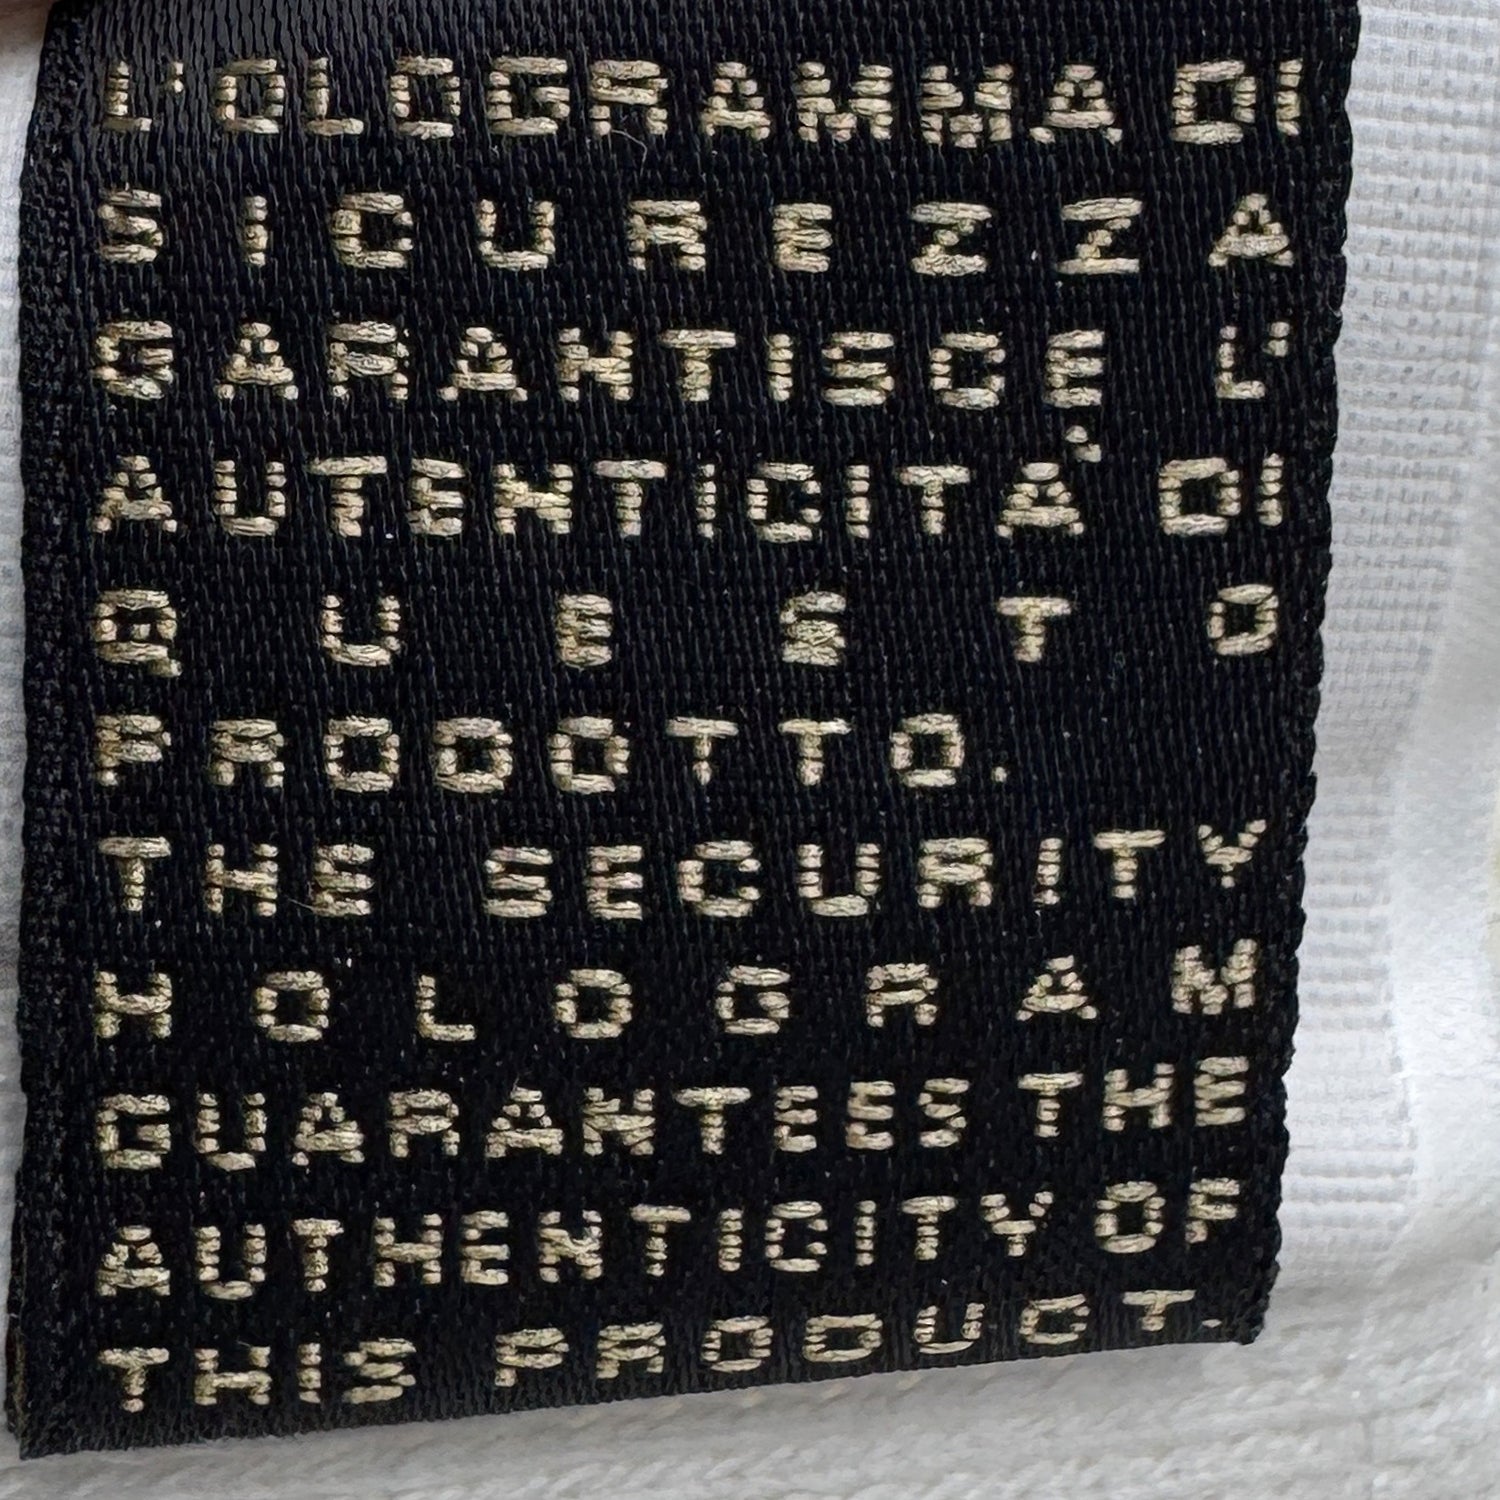 L'OLOGRAMMA DI
SICUREZZA
GARANTISCE L'
AUTENTICITÀ DI
QUESTO
PRODOTTO.
THE SECURITY
HOLOGRAM
GUARANTEES THE
AUTHENTICITY OF
THIS PRODUCT.